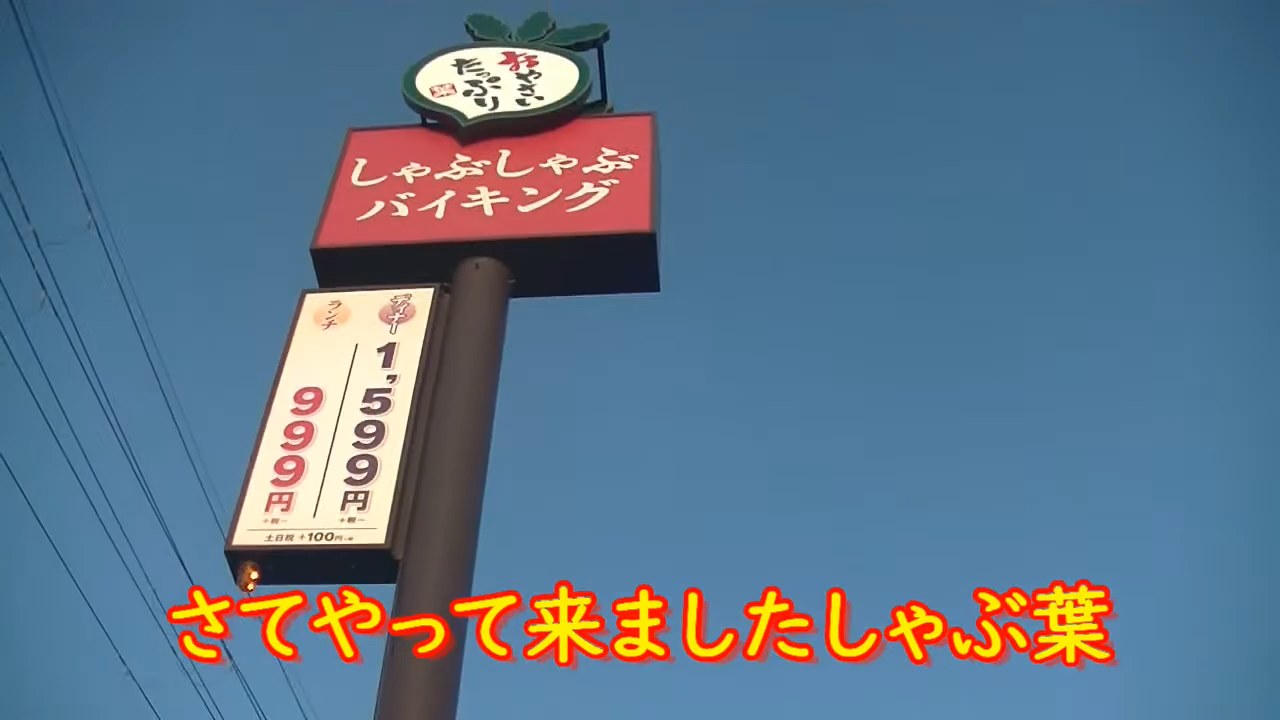 おやさい
たっぷり
しゃぶしゃぶ
バイキング
ランチ
999円
+税〜
ディナー
1,599円
+税〜
土日祝 +100円
さてやって来ましたしゃぶ葉